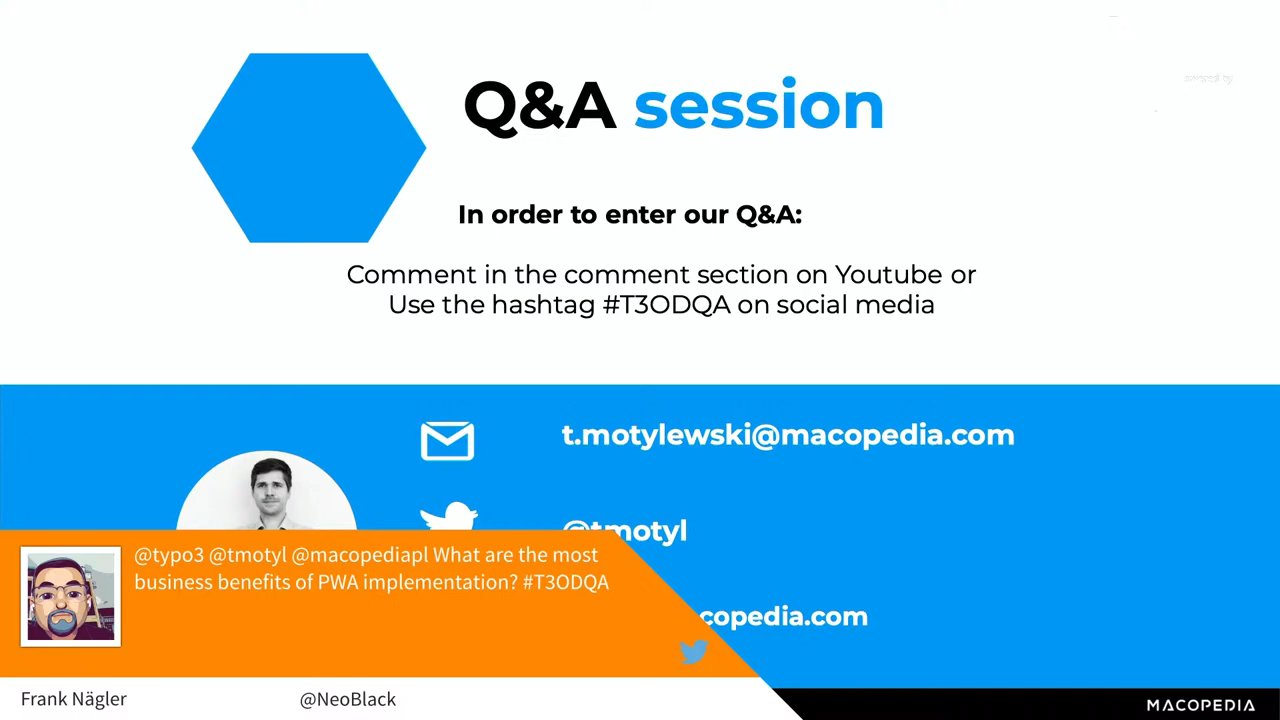 Q&A session
In order to enter our Q&A:
Comment in the comment section on Youtube or
Use the hashtag #T3ODQA on social media
t.motylewski@macopedia.com
@tmotyl
copedia.com
@typo3 @tmotyl @macopediapl What are the most
business benefits of PWA implementation? #T3ODQA
Frank Nägler @NeoBlack
MACOPEDIA